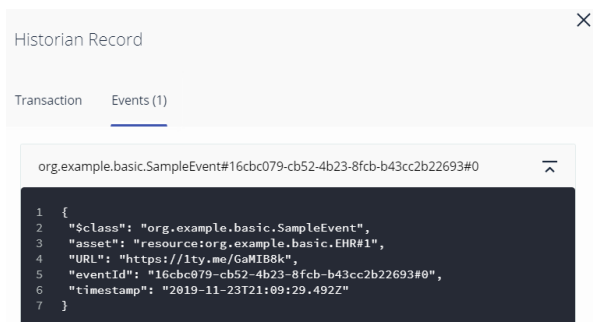 Historian Record
Transaction Events (1)
org.example.basic.SampleEvent#16cbc079-cb52-4b23-8fcb-b43cc2b22693#0
1 {
2 "$class": "org.example.basic.SampleEvent",
3 "asset": "resource:org.example.basic.EHR#1",
4 "URL": "https://1ty.me/GaMIB8k",
5 "eventId": "16cbc079-cb52-4b23-8fcb-b43cc2b22693#0",
6 "timestamp": "2019-11-23T21:09:29.492Z"
7 }